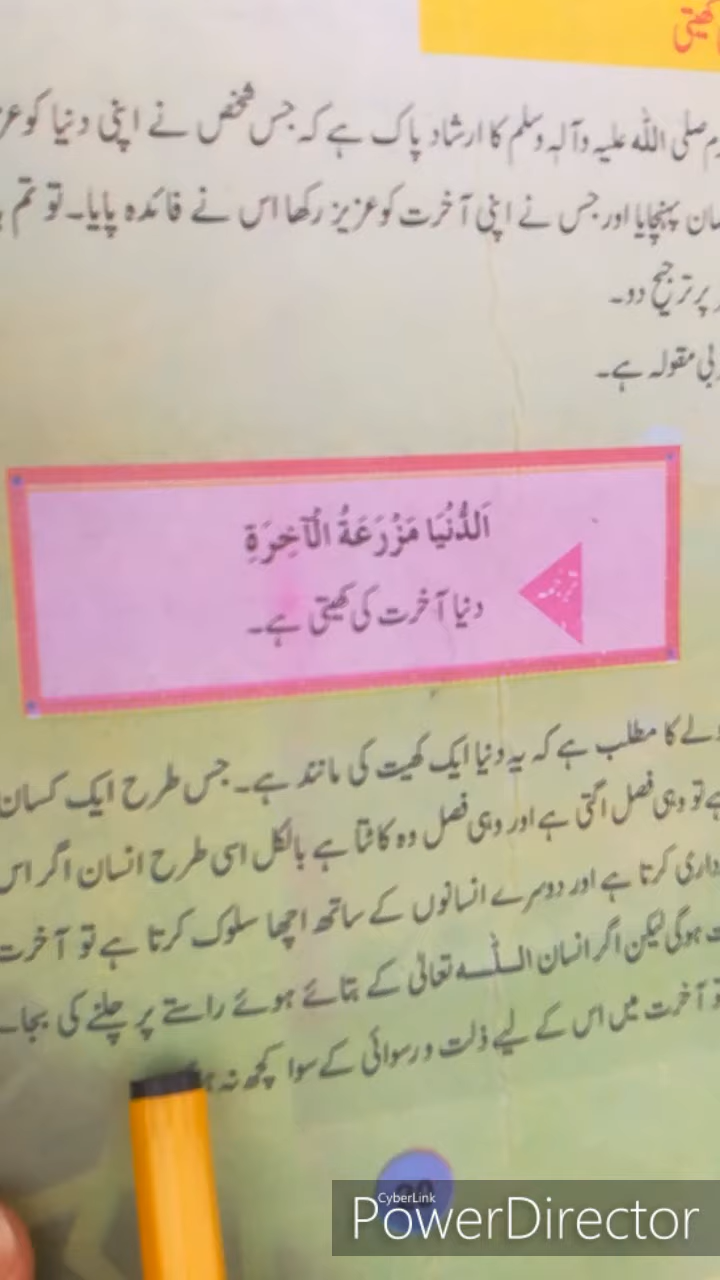 کھیتی
صلی اللہ علیہ وآلہ وسلم کا ارشاد پاک ہے کہ جس شخص نے اپنی دنیا کو
پہنچایا اور جس نے اپنی آخرت کو عزیز رکھا اس نے فائدہ پایا۔ تو تم
پر ترجیح دو۔
مقولہ ہے۔
اَلدُّنْیَا مَزْرَعَةُ الْآخِرَةِ
ترجمہ
دنیا آخرت کی کھیتی ہے۔
کا مطلب ہے کہ یہ دنیا ایک کھیت کی مانند ہے۔ جس طرح ایک کسان
ہے تو وہی فصل اگتی ہے اور وہی فصل وہ کاٹتا ہے بالکل اسی طرح انسان اگر اس
داری کرتا ہے اور دوسرے انسانوں کے ساتھ اچھا سلوک کرتا ہے تو آخرت
ہوگی لیکن اگر انسان اللہ تعالیٰ کے بتائے ہوئے راستے پر چلنے کی بجائے
آخرت میں اس کے لیے ذلت و رسوائی کے سوا کچھ نہ
CyberLink
PowerDirector